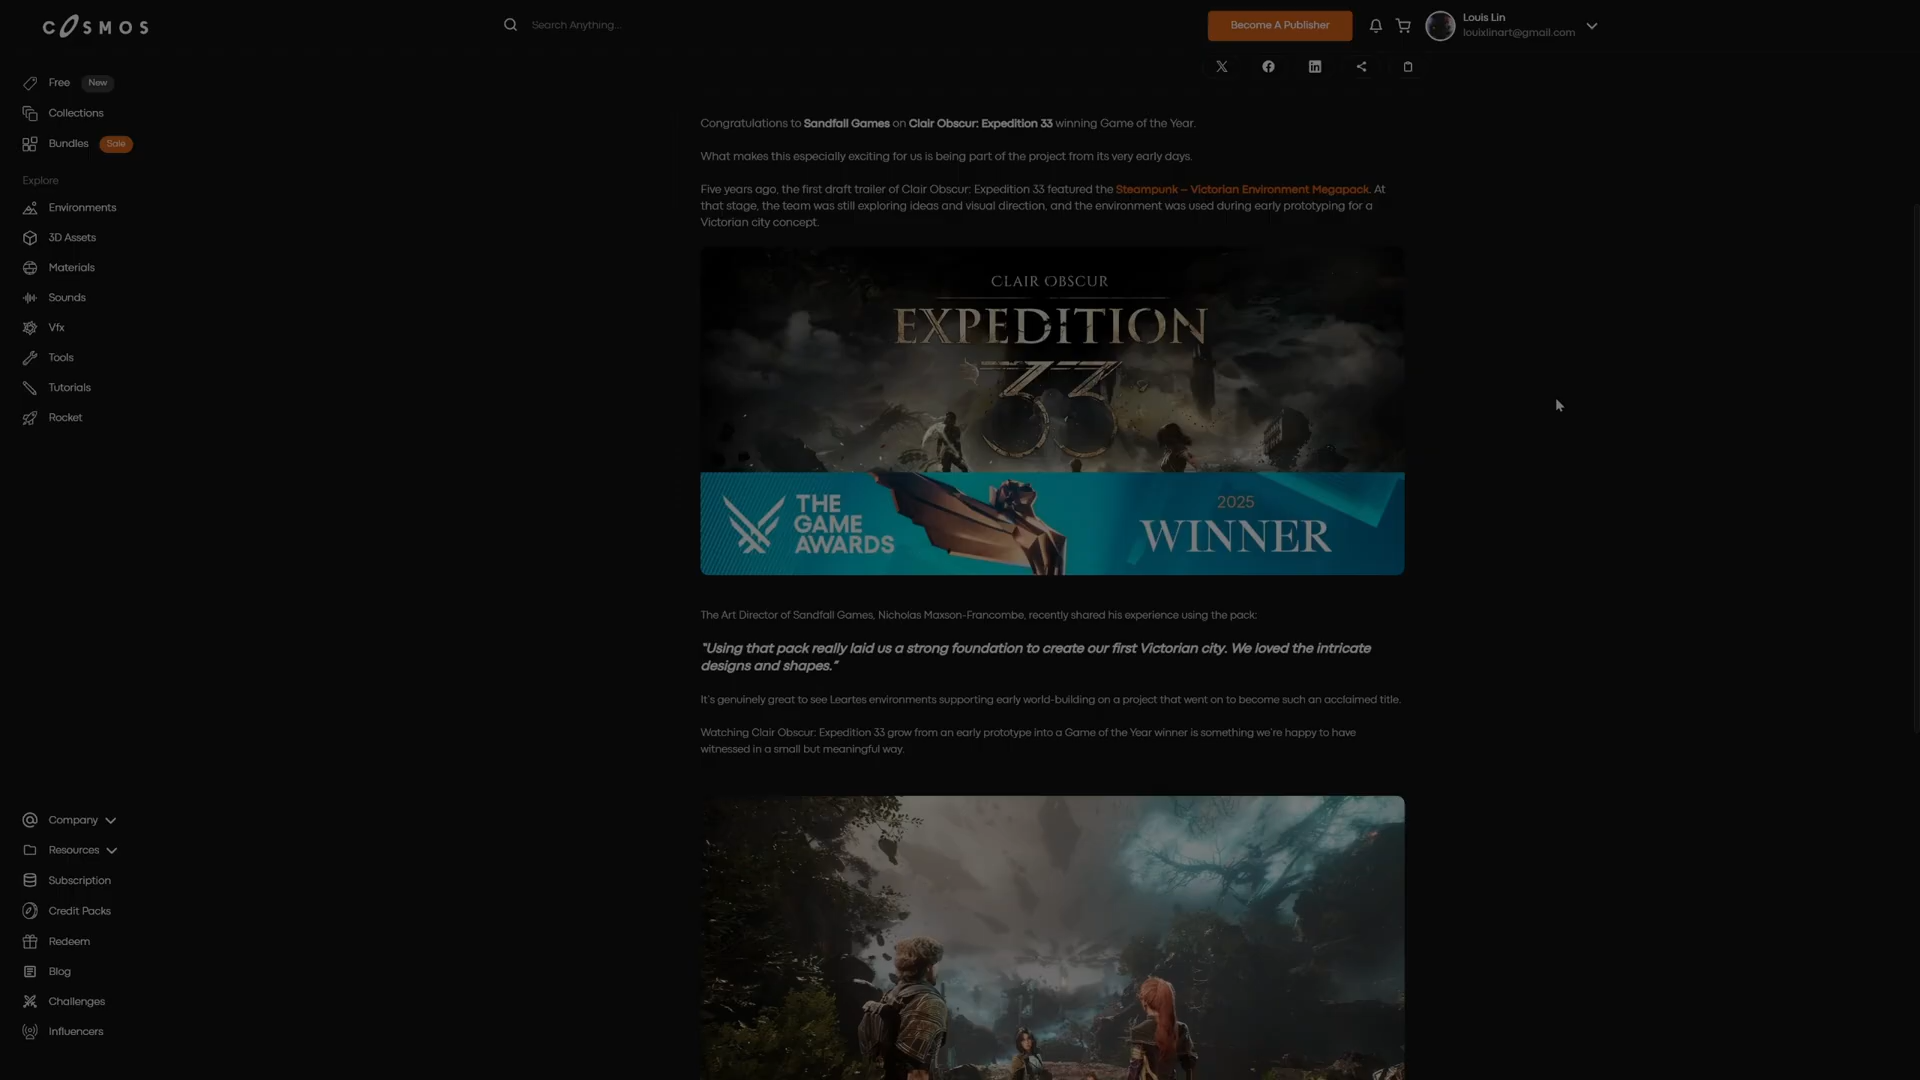 COSMOS
Search Anything...
Become A Publisher
Louis Lin
louixlinart@gmail.com
Free New
Collections
Bundles Sale
Explore
Environments
3D Assets
Materials
Sounds
Vfx
Tools
Tutorials
Rocket
Company
Resources
Subscription
Credit Packs
Redeem
Blog
Challenges
Influencers
Congratulations to Sandfall Games on Clair Obscur: Expedition 33 winning Game of the Year.
What makes this especially exciting for us is being part of the project from its very early days.
Five years ago, the first draft trailer of Clair Obscur: Expedition 33 featured the Steampunk – Victorian Environment Megapack. At
that stage, the team was still exploring ideas and visual direction, and the environment was used during early prototyping for a
Victorian city concept.
CLAIR OBSCUR
EXPEDITION
33
THE
GAME
AWARDS
2025
WINNER
The Art Director of Sandfall Games, Nicholas Maxson-Francombe, recently shared his experience using the pack:
“Using that pack really laid us a strong foundation to create our first Victorian city. We loved the intricate
designs and shapes.”
It’s genuinely great to see Leartes environments supporting early world-building on a project that went on to become such an acclaimed title.
Watching Clair Obscur: Expedition 33 grow from an early prototype into a Game of the Year winner is something we’re happy to have
witnessed in a small but meaningful way.